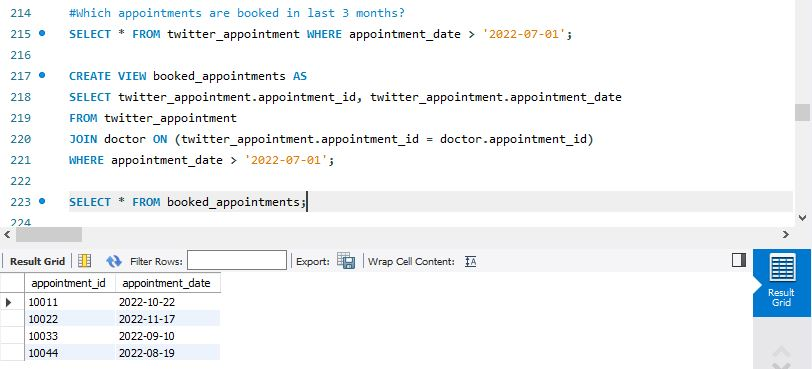 214 #Which appointments are booked in last 3 months?
215 SELECT * FROM twitter_appointment WHERE appointment_date > '2022-07-01';
216
217 CREATE VIEW booked_appointments AS
218 SELECT twitter_appointment.appointment_id, twitter_appointment.appointment_date
219 FROM twitter_appointment
220 JOIN doctor ON (twitter_appointment.appointment_id = doctor.appointment_id)
221 WHERE appointment_date > '2022-07-01';
222
223 SELECT * FROM booked_appointments;
224
Result Grid Filter Rows: Export: Wrap Cell Content: IA
appointment_id appointment_date
10011 2022-10-22
10022 2022-11-17
10033 2022-09-10
10044 2022-08-19
Result
Grid